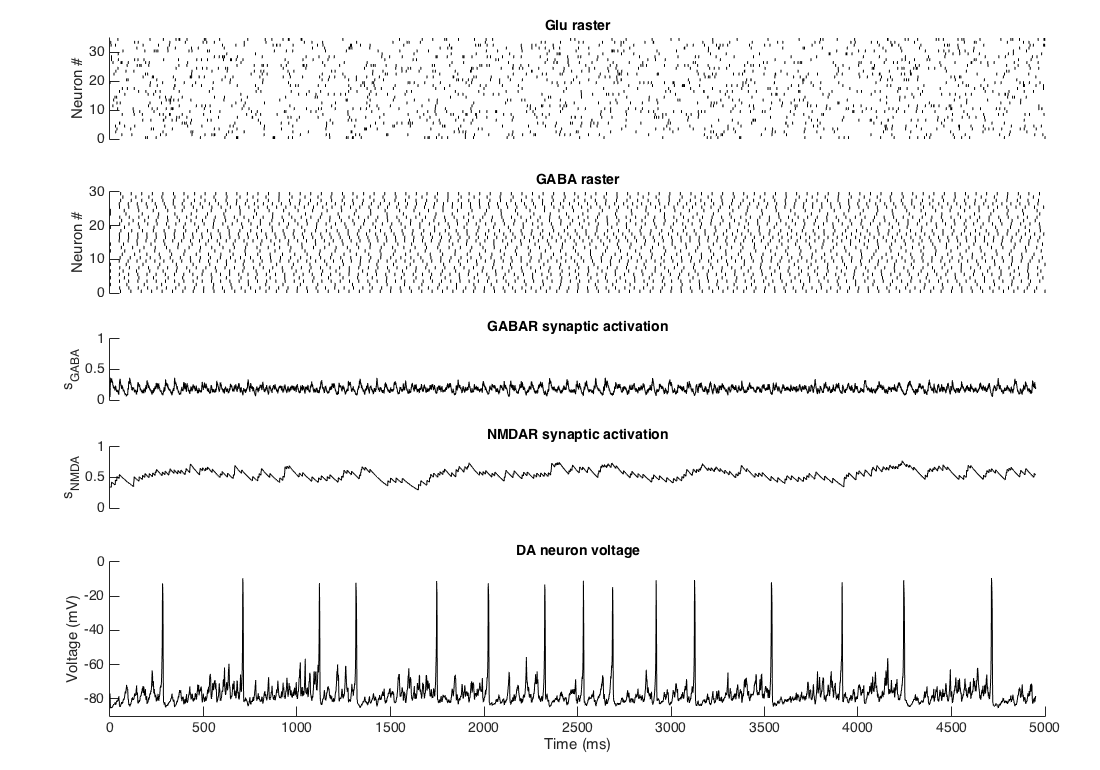 Glu raster
30
20
10
0
Neuron #
GABA raster
30
20
10
0
Neuron #
GABAR synaptic activation
1
0.5
0
sGABA
NMDAR synaptic activation
1
0.5
0
sNMDA
DA neuron voltage
0
-20
-40
-60
-80
Voltage (mV)
0 500 1000 1500 2000 2500 3000 3500 4000 4500 5000
Time (ms)